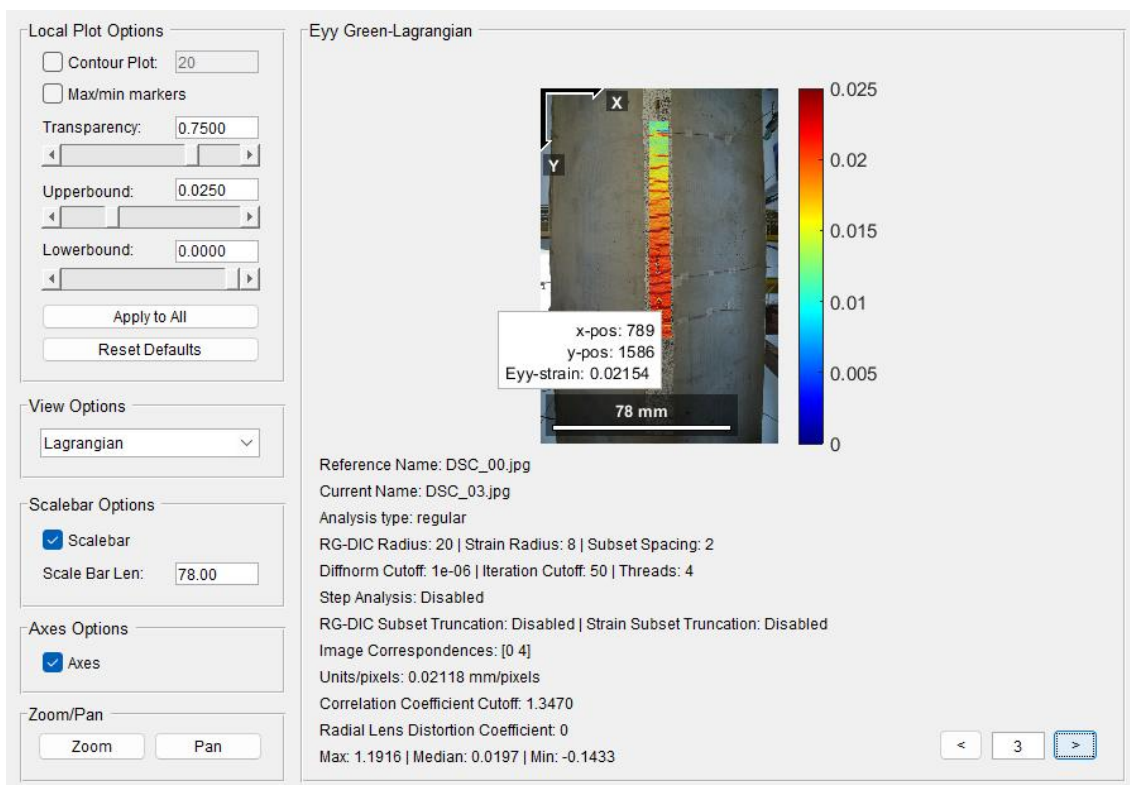 Local Plot Options
Contour Plot: 20
Max/min markers
Transparency: 0.7500
Upperbound: 0.0250
Lowerbound: 0.0000
Apply to All
Reset Defaults
View Options
Lagrangian
Scalebar Options
Scalebar
Scale Bar Len: 78.00
Axes Options
Axes
Zoom/Pan
Zoom Pan
Eyy Green-Lagrangian
X
Y
x-pos: 789
y-pos: 1586
Eyy-strain: 0.02154
78 mm
0.025
0.02
0.015
0.01
0.005
0
Reference Name: DSC_00.jpg
Current Name: DSC_03.jpg
Analysis type: regular
RG-DIC Radius: 20 | Strain Radius: 8 | Subset Spacing: 2
Diffnorm Cutoff: 1e-06 | Iteration Cutoff: 50 | Threads: 4
Step Analysis: Disabled
RG-DIC Subset Truncation: Disabled | Strain Subset Truncation: Disabled
Image Correspondences: [0 4]
Units/pixels: 0.02118 mm/pixels
Correlation Coefficient Cutoff: 1.3470
Radial Lens Distortion Coefficient: 0
Max: 1.1916 | Median: 0.0197 | Min: -0.1433
< 3 >